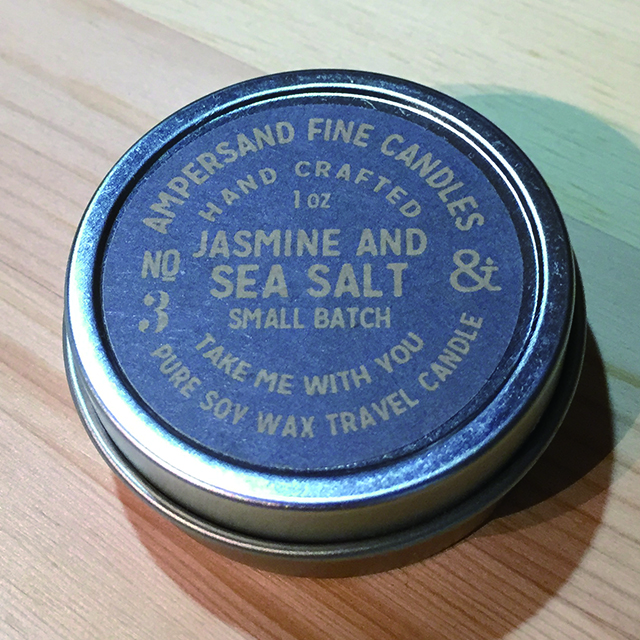 AMPERSAND FINE CANDLES
HAND CRAFTED
1 OZ
NO 3
JASMINE AND
SEA SALT
&
SMALL BATCH
TAKE ME WITH YOU
PURE SOY WAX TRAVEL CANDLE